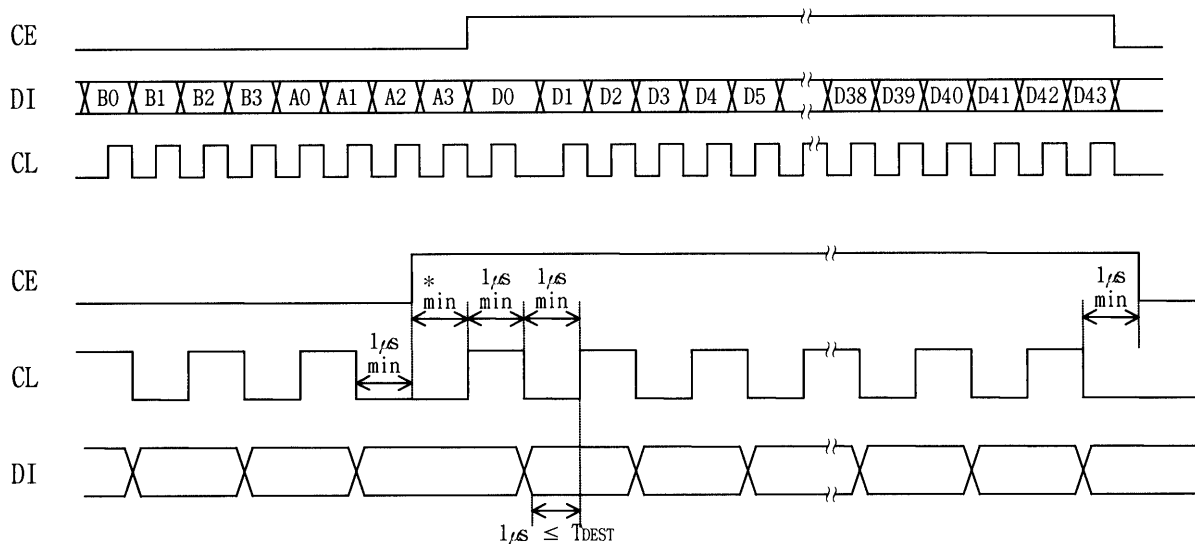 CE
DI B0 B1 B2 B3 A0 A1 A2 A3 D0 D1 D2 D3 D4 D5 D38 D39 D40 D41 D42 D43
CL
CE
* min
1μs min
1μs min
1μs min
1μs min
CL
DI
1μs ≤ TDEST